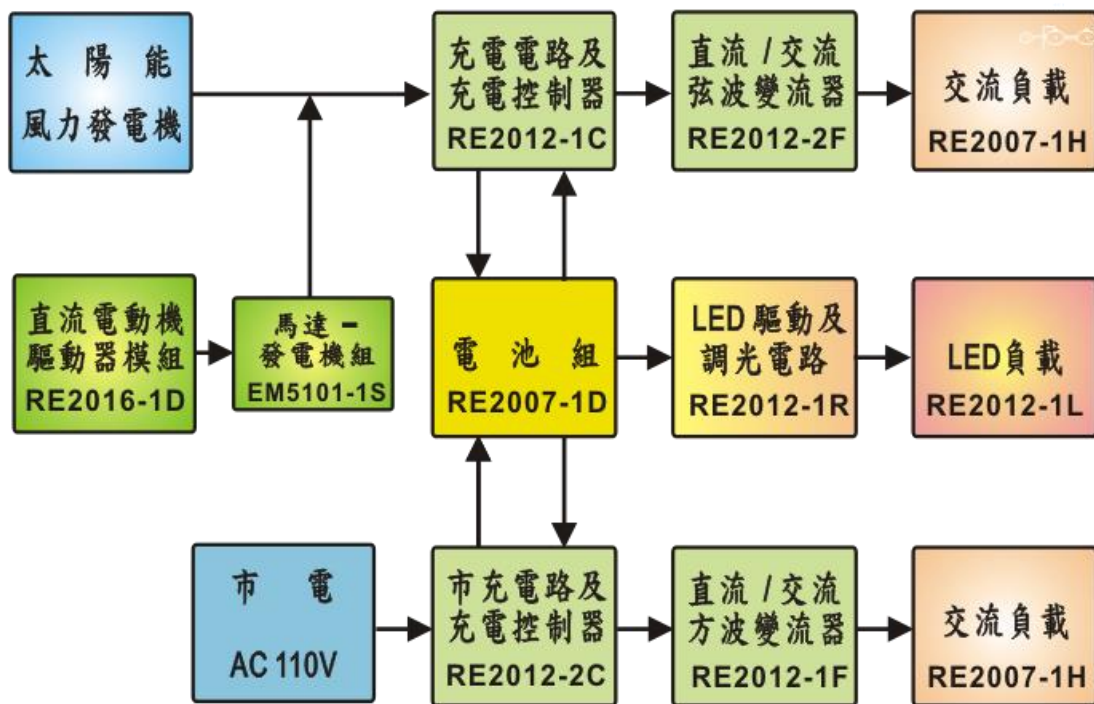 太陽能
風力發電機
充電電路及
充電控制器
RE2012-1C
直流 / 交流
弦波變流器
RE2012-2F
交流負載
RE2007-1H
直流電動機
驅動器模組
RE2016-1D
馬達-
發電機組
EM5101-1S
電池組
RE2007-1D
LED 驅動及
調光電路
RE2012-1R
LED負載
RE2012-1L
市電
AC 110V
市充電路及
充電控制器
RE2012-2C
直流 / 交流
方波變流器
RE2012-1F
交流負載
RE2007-1H